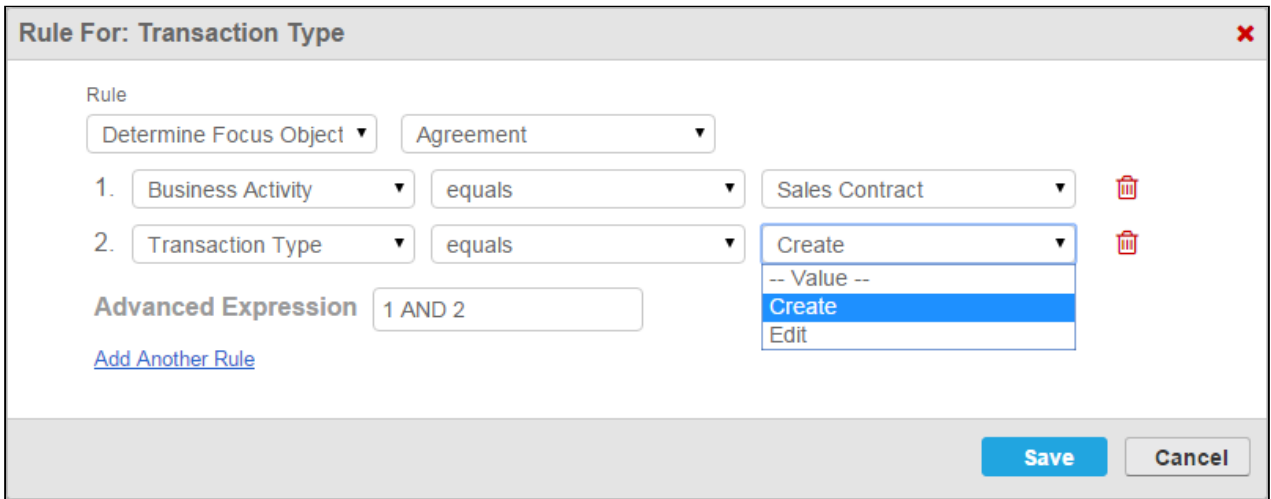 Rule For: Transaction Type
Rule
Determine Focus Object Agreement
1. Business Activity equals Sales Contract
2. Transaction Type equals Create
-- Value --
Create
Edit
Advanced Expression 1 AND 2
Add Another Rule
Save Cancel